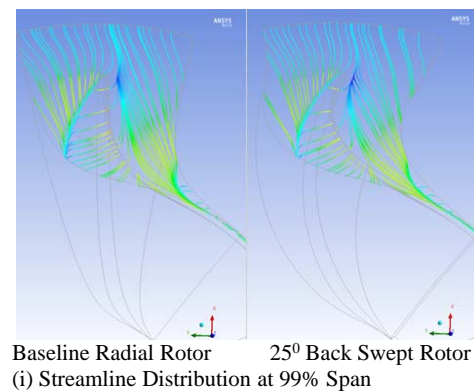 ANSYS ANSYS
Baseline Radial Rotor 25⁰ Back Swept Rotor
(i) Streamline Distribution at 99% Span